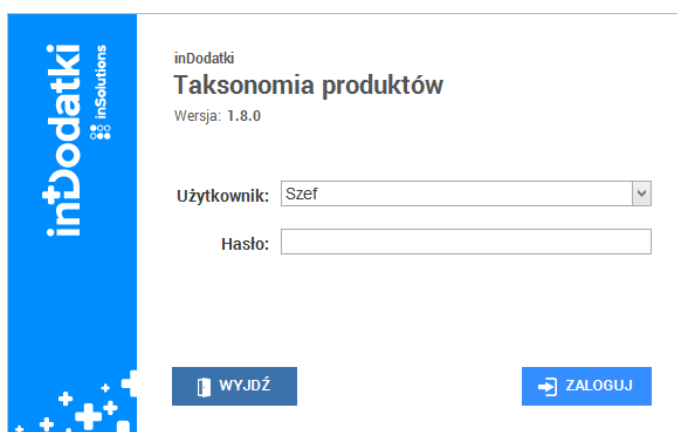 inDodatki
inSolutions
inDodatki
Taksonomia produktów
Wersja: 1.8.0
Użytkownik: Szef
Hasło:
WYJDŹ
ZALOGUJ